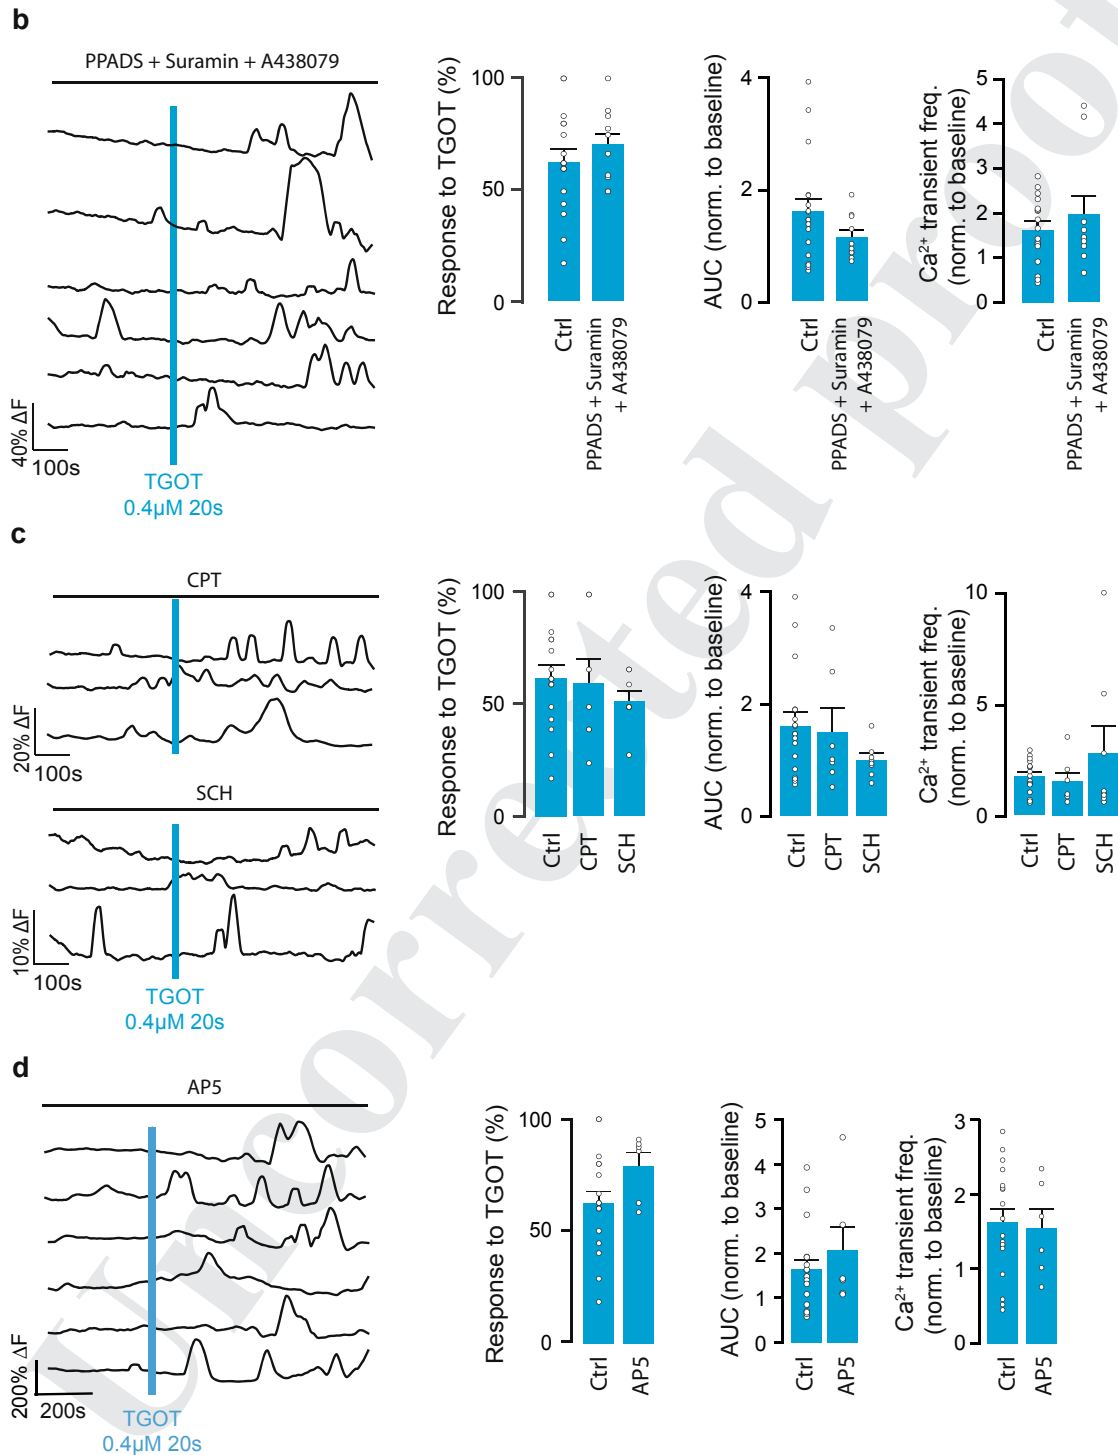 b
PPADS + Suramin + A438079
40% ΔF
100s
TGOT
0.4µM 20s
Response to TGOT (%)
100
50
0
Ctrl
PPADS + Suramin
+ A438079
AUC (norm. to baseline)
4
2
0
Ctrl
PPADS + Suramin
+ A438079
Ca²⁺ transient freq.
(norm. to baseline)
5
4
3
2
1
0
Ctrl
PPADS + Suramin
+ A438079
c
CPT
20% ΔF
100s
SCH
10% ΔF
100s
TGOT
0.4µM 20s
Response to TGOT (%)
100
50
0
Ctrl
CPT
SCH
AUC (norm. to baseline)
4
2
0
Ctrl
CPT
SCH
Ca²⁺ transient freq.
(norm. to baseline)
10
5
0
Ctrl
CPT
SCH
d
AP5
200% ΔF
200s
TGOT
0.4µM 20s
Response to TGOT (%)
100
50
0
Ctrl
AP5
AUC (norm. to baseline)
5
4
3
2
1
0
Ctrl
AP5
Ca²⁺ transient freq.
(norm. to baseline)
3
2
1
0
Ctrl
AP5
Uncorrected proo